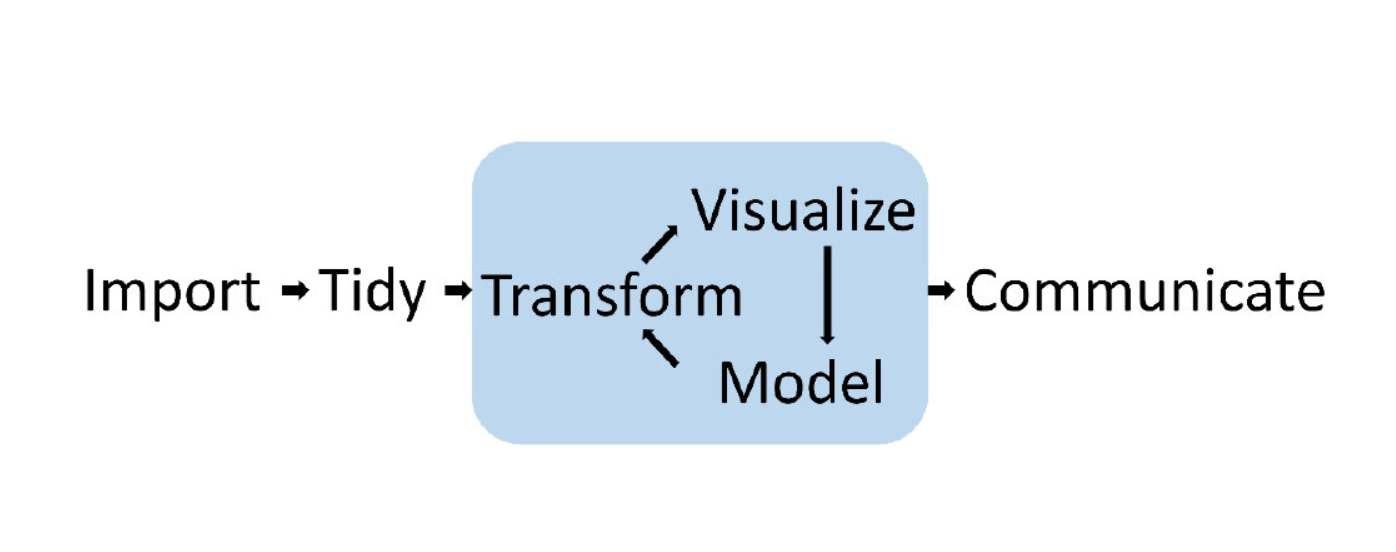 Visualize
Import Tidy Transform Communicate
Model